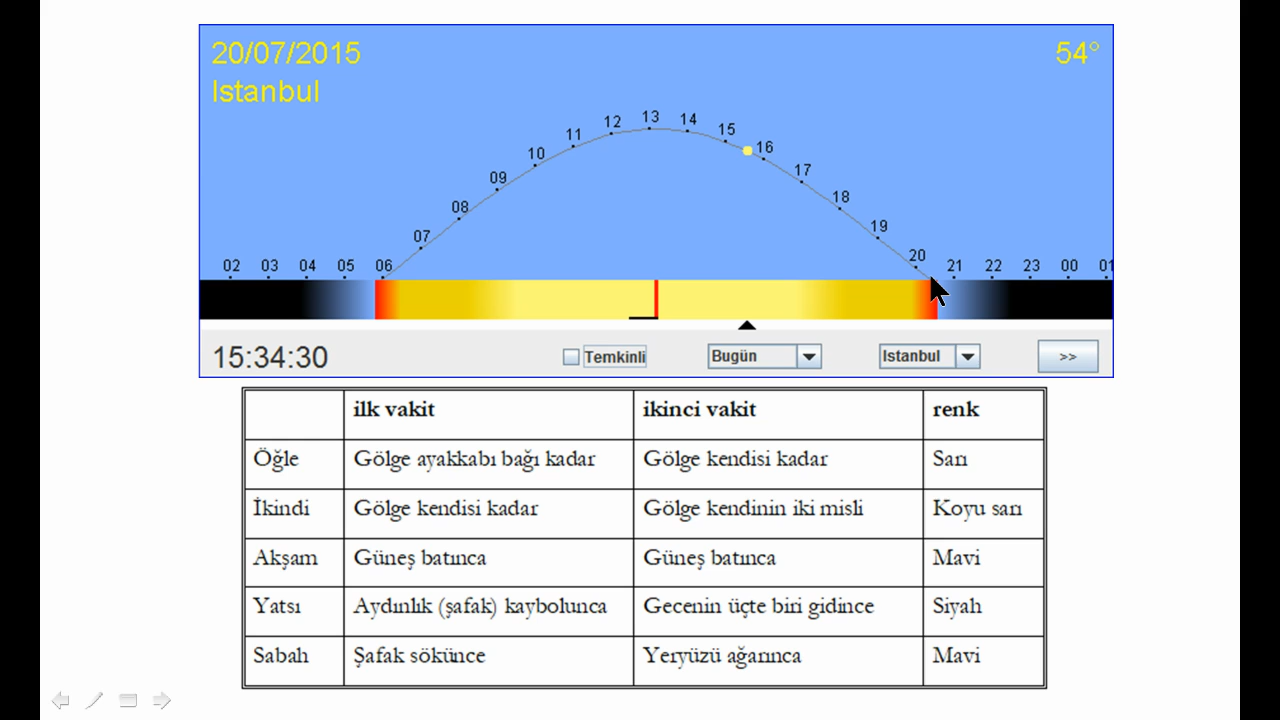 20/07/2015
54°
Istanbul
02 03 04 05 06 07 08 09 10 11 12 13 14 15 16 17 18 19 20 21 22 23 00 01
15:34:30 Temkinli Bugün Istanbul >>
ilk vakit ikinci vakit renk
Öğle Gölge ayakkabı bağı kadar Gölge kendisi kadar Sarı
İkindi Gölge kendisi kadar Gölge kendinin iki misli Koyu sarı
Akşam Güneş batınca Güneş batınca Mavi
Yatsı Aydınlık (şafak) kaybolunca Gecenin üçte biri gidince Siyah
Sabah Şafak sökünce Yeryüzü ağarınca Mavi